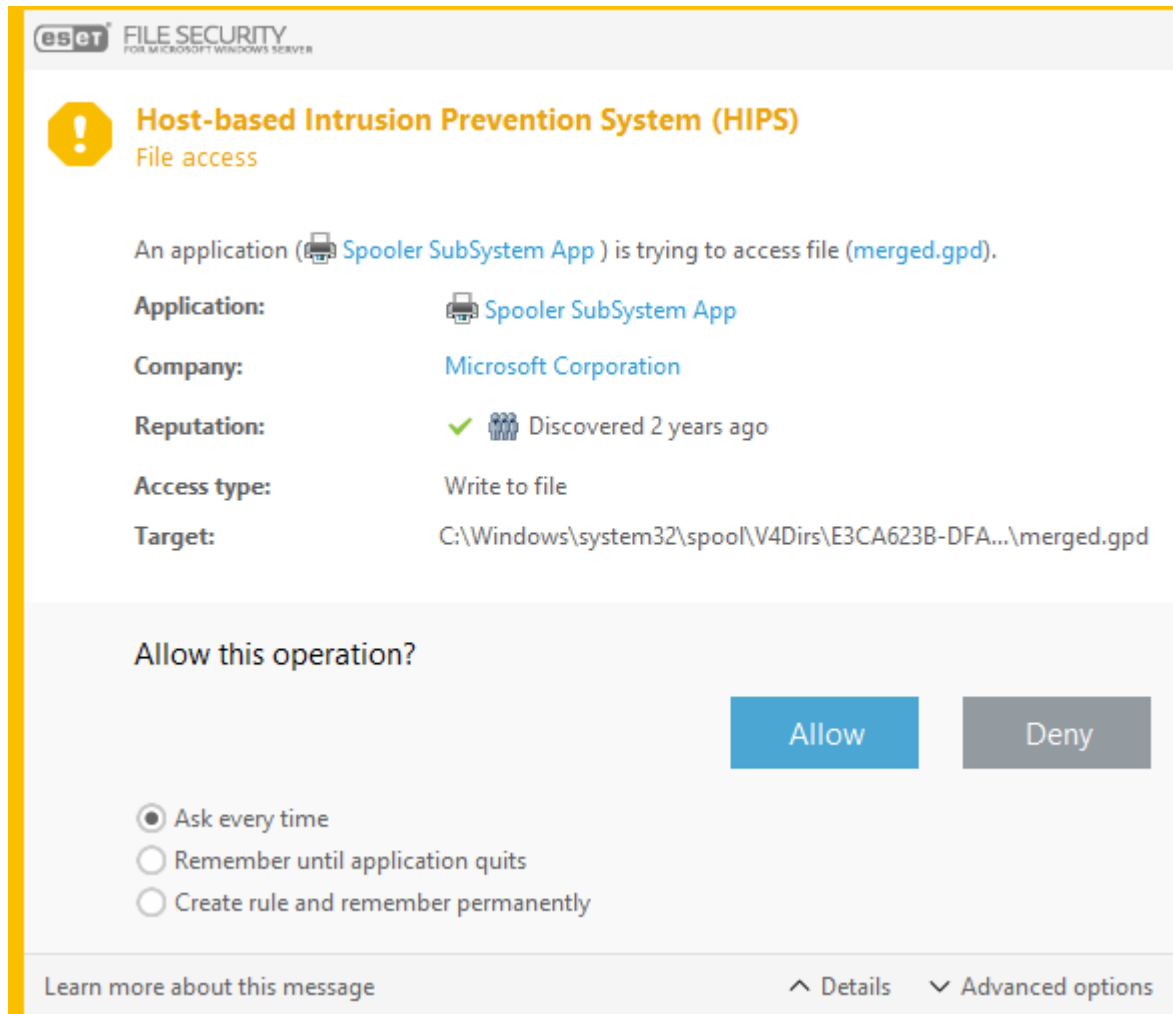 eset FILE SECURITY
FOR MICROSOFT WINDOWS SERVER
Host-based Intrusion Prevention System (HIPS)
File access
An application ( Spooler SubSystem App ) is trying to access file (merged.gpd).
Application: Spooler SubSystem App
Company: Microsoft Corporation
Reputation: Discovered 2 years ago
Access type: Write to file
Target: C:\Windows\system32\spool\V4Dirs\E3CA623B-DFA...\merged.gpd
Allow this operation?
Allow Deny
Ask every time
Remember until application quits
Create rule and remember permanently
Learn more about this message Details Advanced options